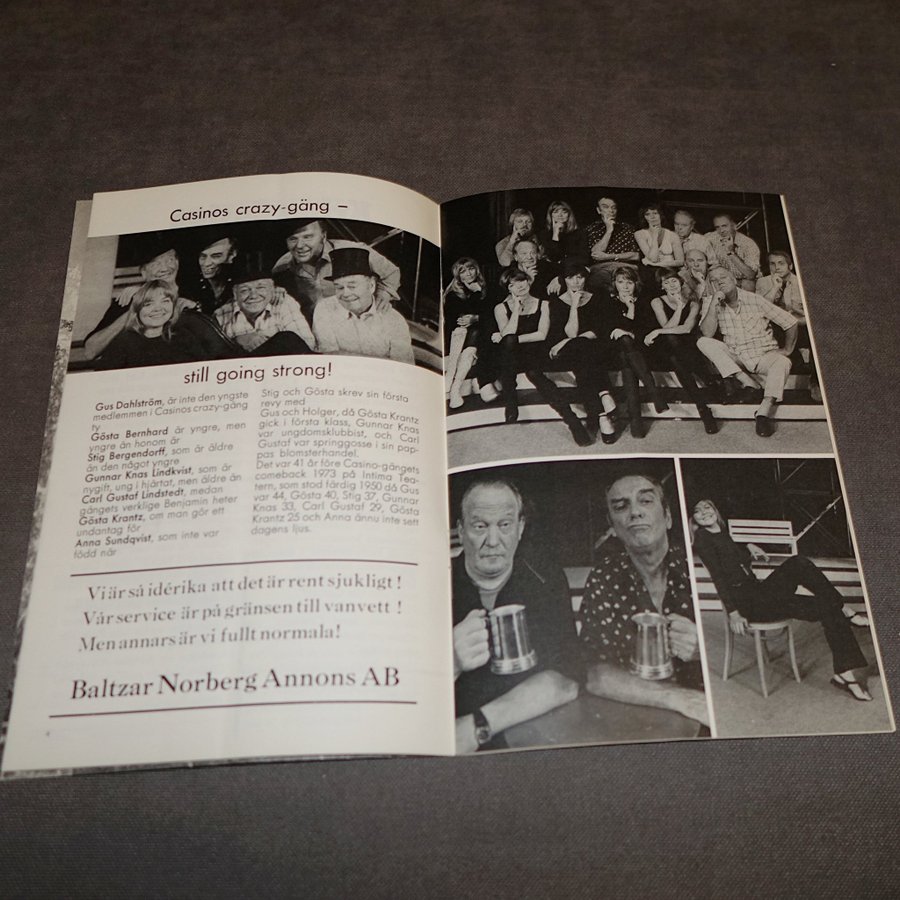 Casinos crazy-gäng –
still going strong!
Gus Dahlström, är inte den yngste
medlemmen i Casinos crazy-gäng
ty
Gösta Bernhard är yngre, men
yngre än honom är
Stig Bergendorff, som är äldre
än den något yngre
Gunnar Knas Lindkvist, som är
nygift, ung i hjärtat, men äldre än
Carl Gustaf Lindstedt, medan
gängets verklige Benjamin heter
Gösta Krantz, om man gör ett
undantag för
Anna Sundqvist, som inte var
född när
Stig och Gösta skrev sin första
revy med
Gus och Holger, då Gösta Krantz
gick i första klass, Gunnar Knas
var ungdomsklubbist, och Carl
Gustaf var springgosse i sin pap-
pas blomsterhandel.
Det var 41 år före Casino-gängets
comeback 1973 på Intima Tea-
tern, som stod färdig 1950 då Gus
var 44, Gösta 40, Stig 37, Gunnar
Knas 33, Carl Gustaf 29, Gösta
Krantz 25 och Anna ännu inte sett
dagens ljus.
Vi är så idérika att det är rent sjukligt !
Vår service är på gränsen till vanvett !
Men annars är vi fullt normala!
Baltzar Norberg Annons AB
4